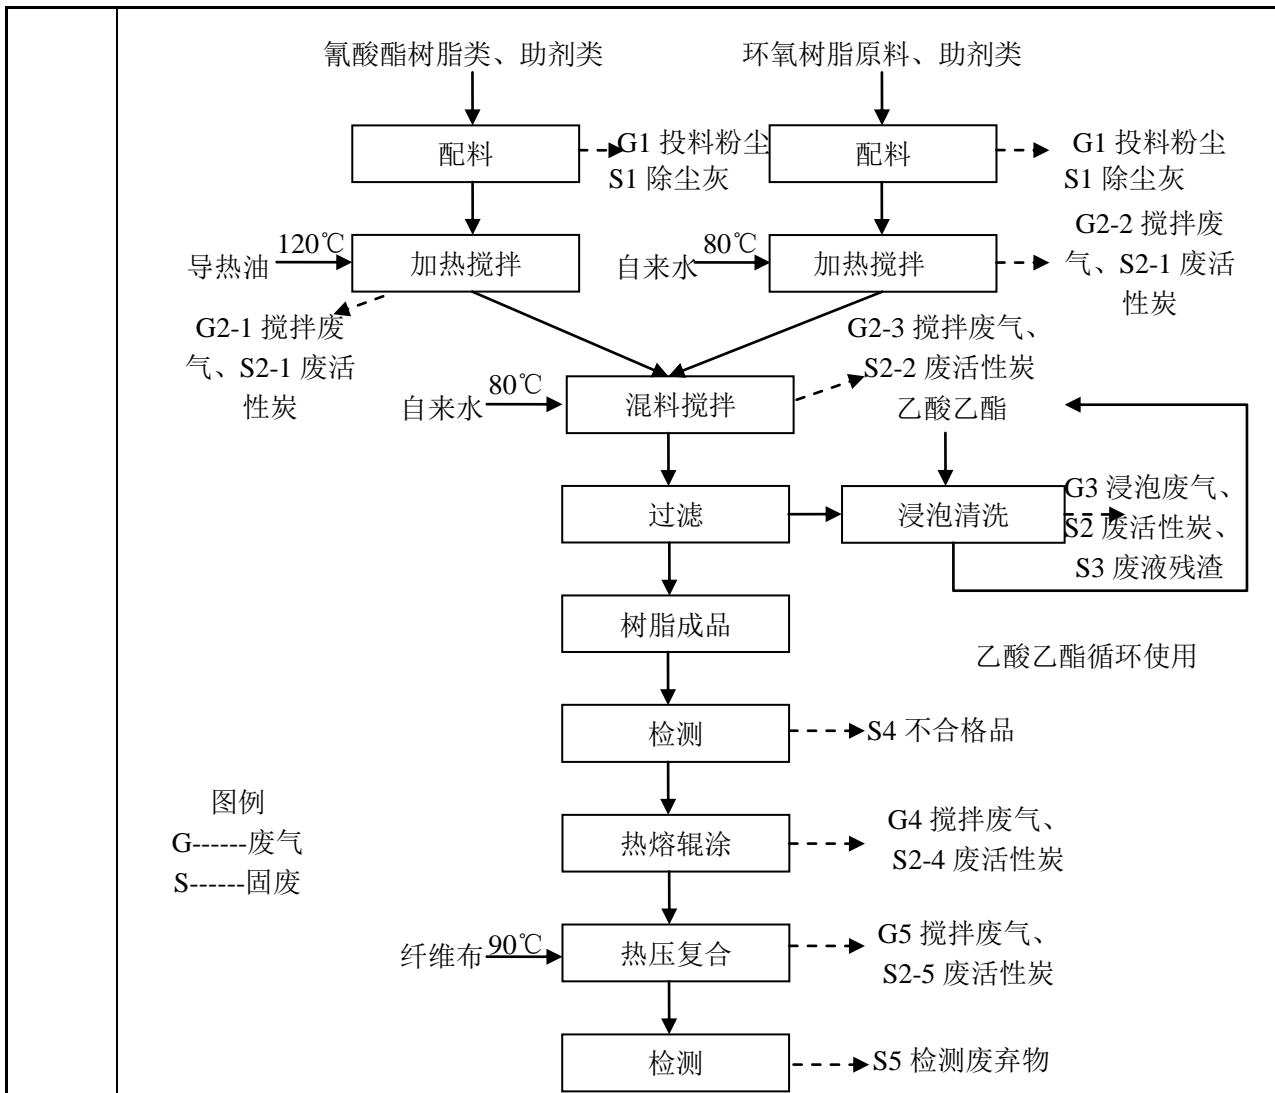 氰酸酯树脂类、助剂类
环氧树脂原料、助剂类
配料
G1 投料粉尘
S1 除尘灰
配料
G1 投料粉尘
S1 除尘灰
导热油
120℃
加热搅拌
自来水
80℃
加热搅拌
G2-2 搅拌废
气、S2-1 废活
性炭
G2-1 搅拌废
气、S2-1 废活
性炭
G2-3 搅拌废气、
S2-2 废活性炭
自来水
80℃
混料搅拌
乙酸乙酯
过滤
浸泡清洗
G3 浸泡废气、
S2 废活性炭、
S3 废液残渣
树脂成品
乙酸乙酯循环使用
检测
S4 不合格品
图例
G------废气
S------固废
热熔辊涂
G4 搅拌废气、
S2-4 废活性炭
纤维布
90℃
热压复合
G5 搅拌废气、
S2-5 废活性炭
检测
S5 检测废弃物